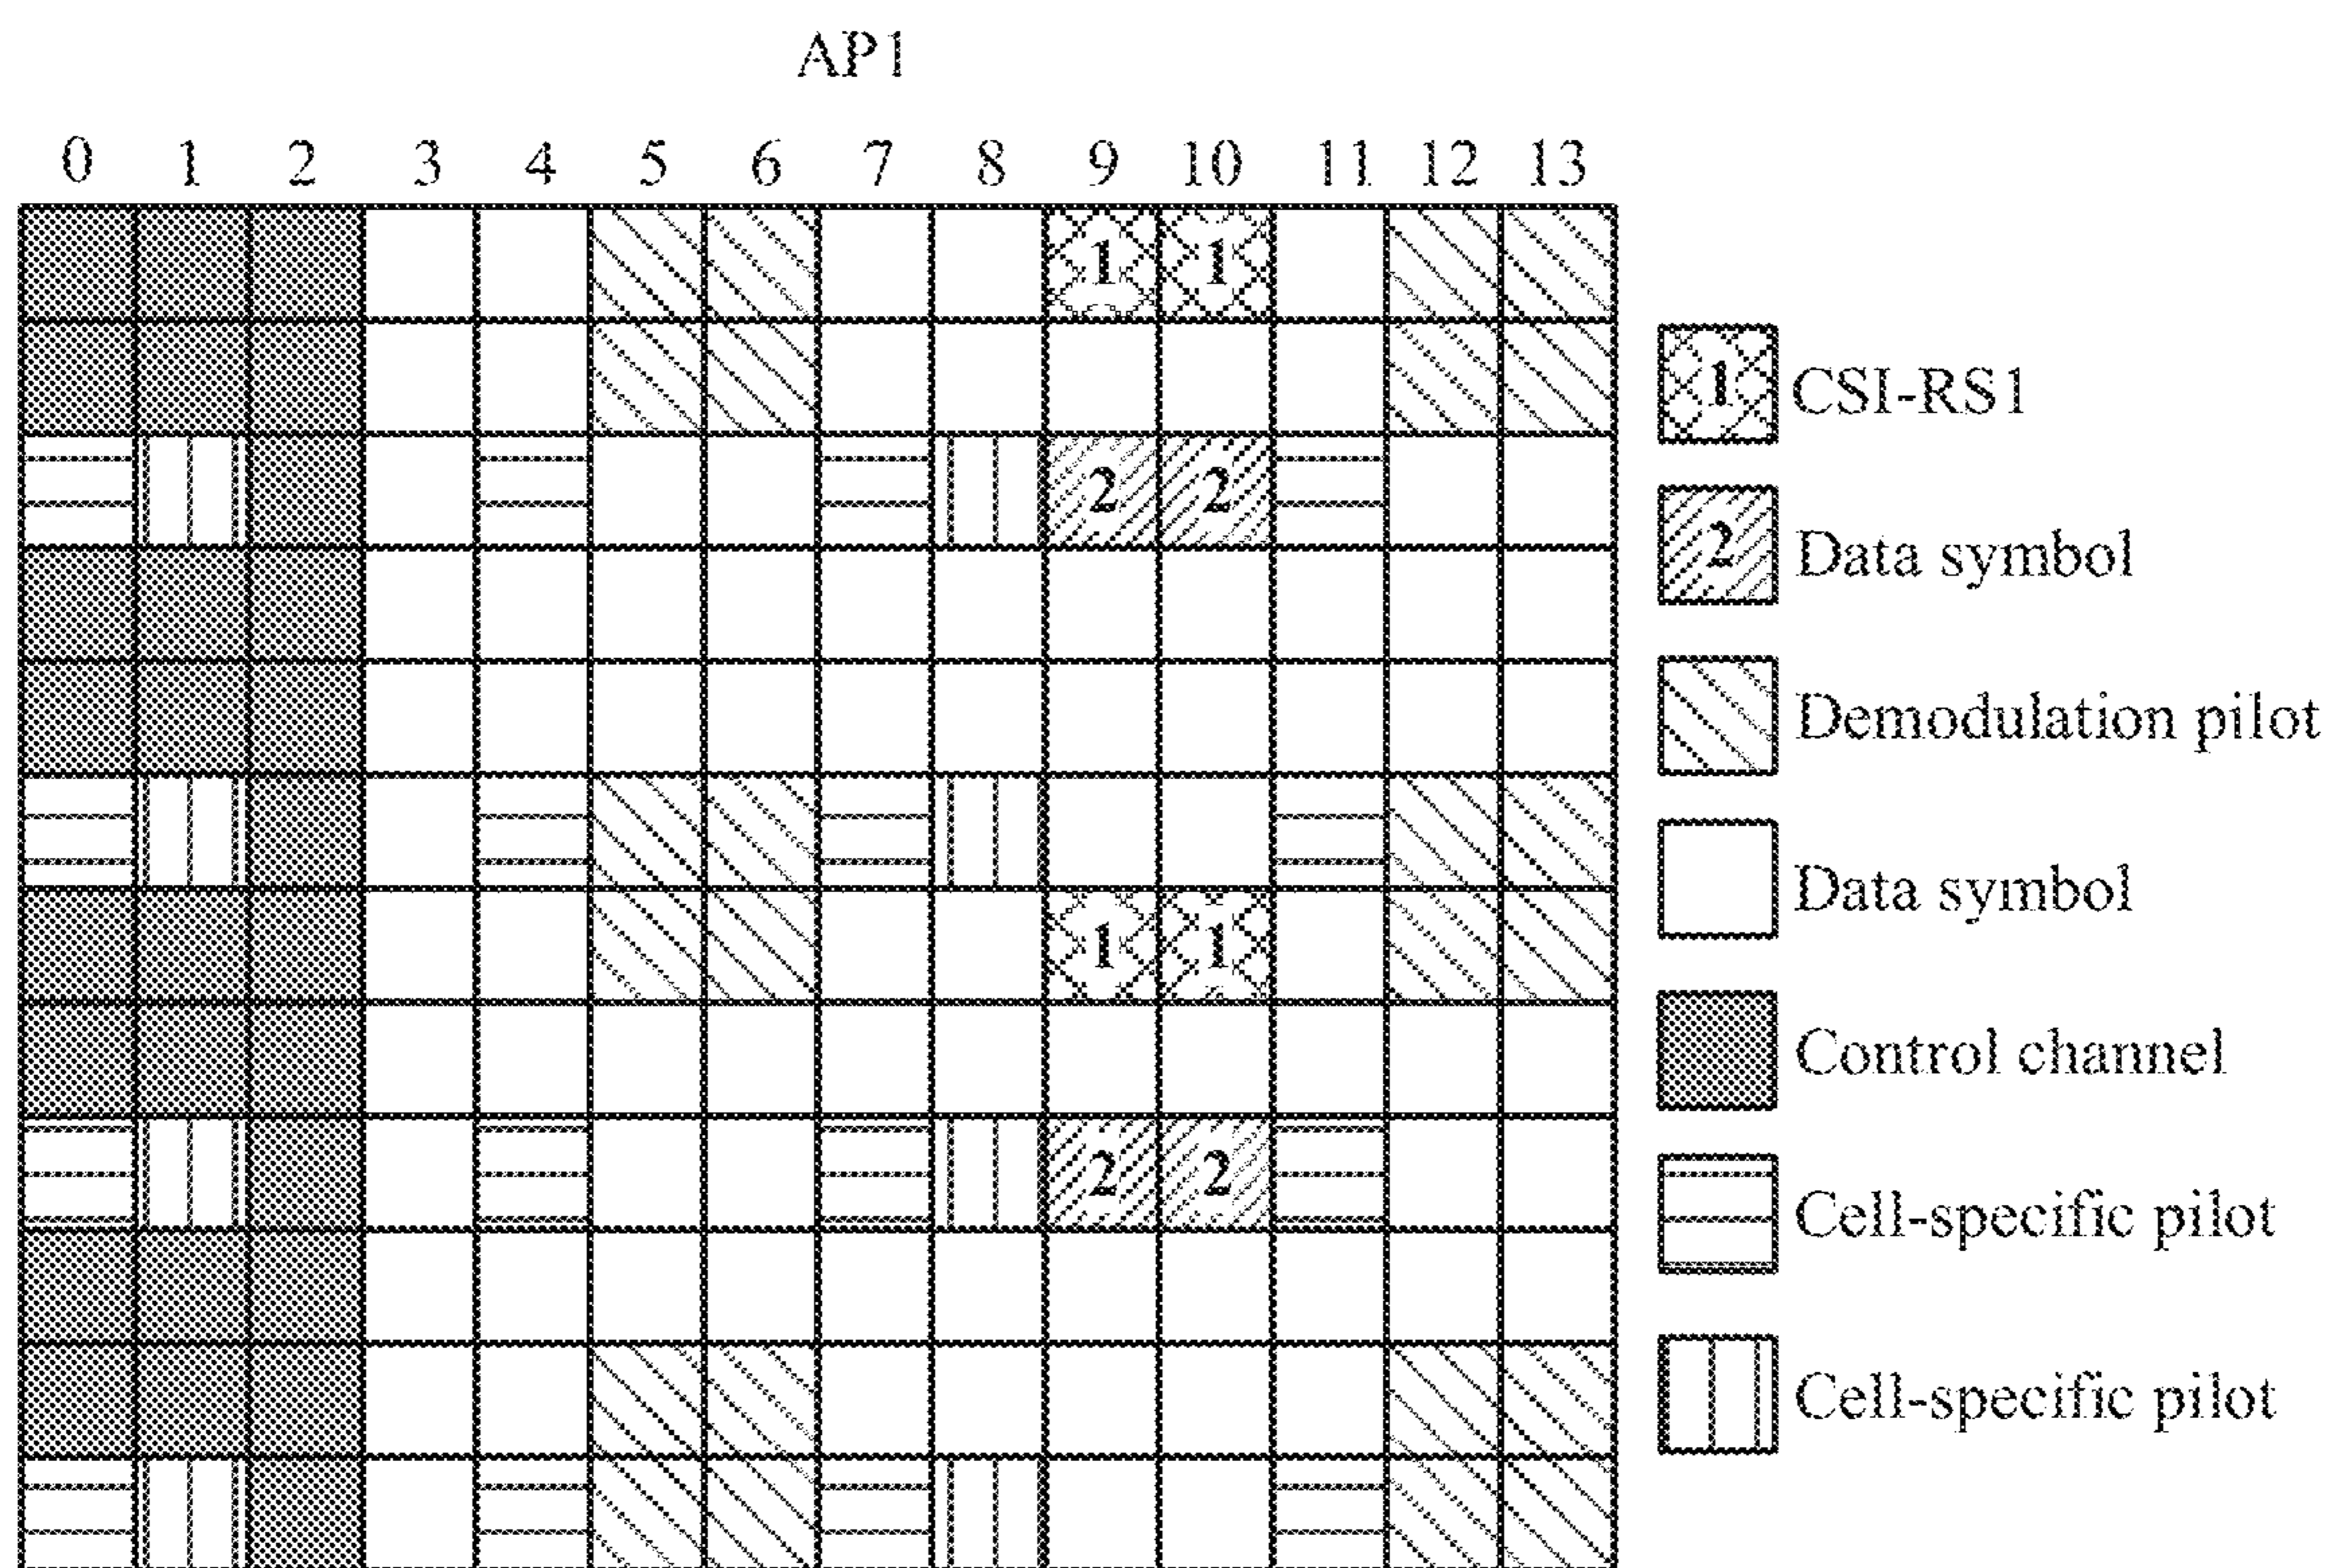 AP1
0 1 2 3 4 5 6 7 8 9 10 11 12 13
1 1
2 2
1 1
2 2
1 CSI-RS1
2 Data symbol
Demodulation pilot
Data symbol
Control channel
Cell-specific pilot
Cell-specific pilot